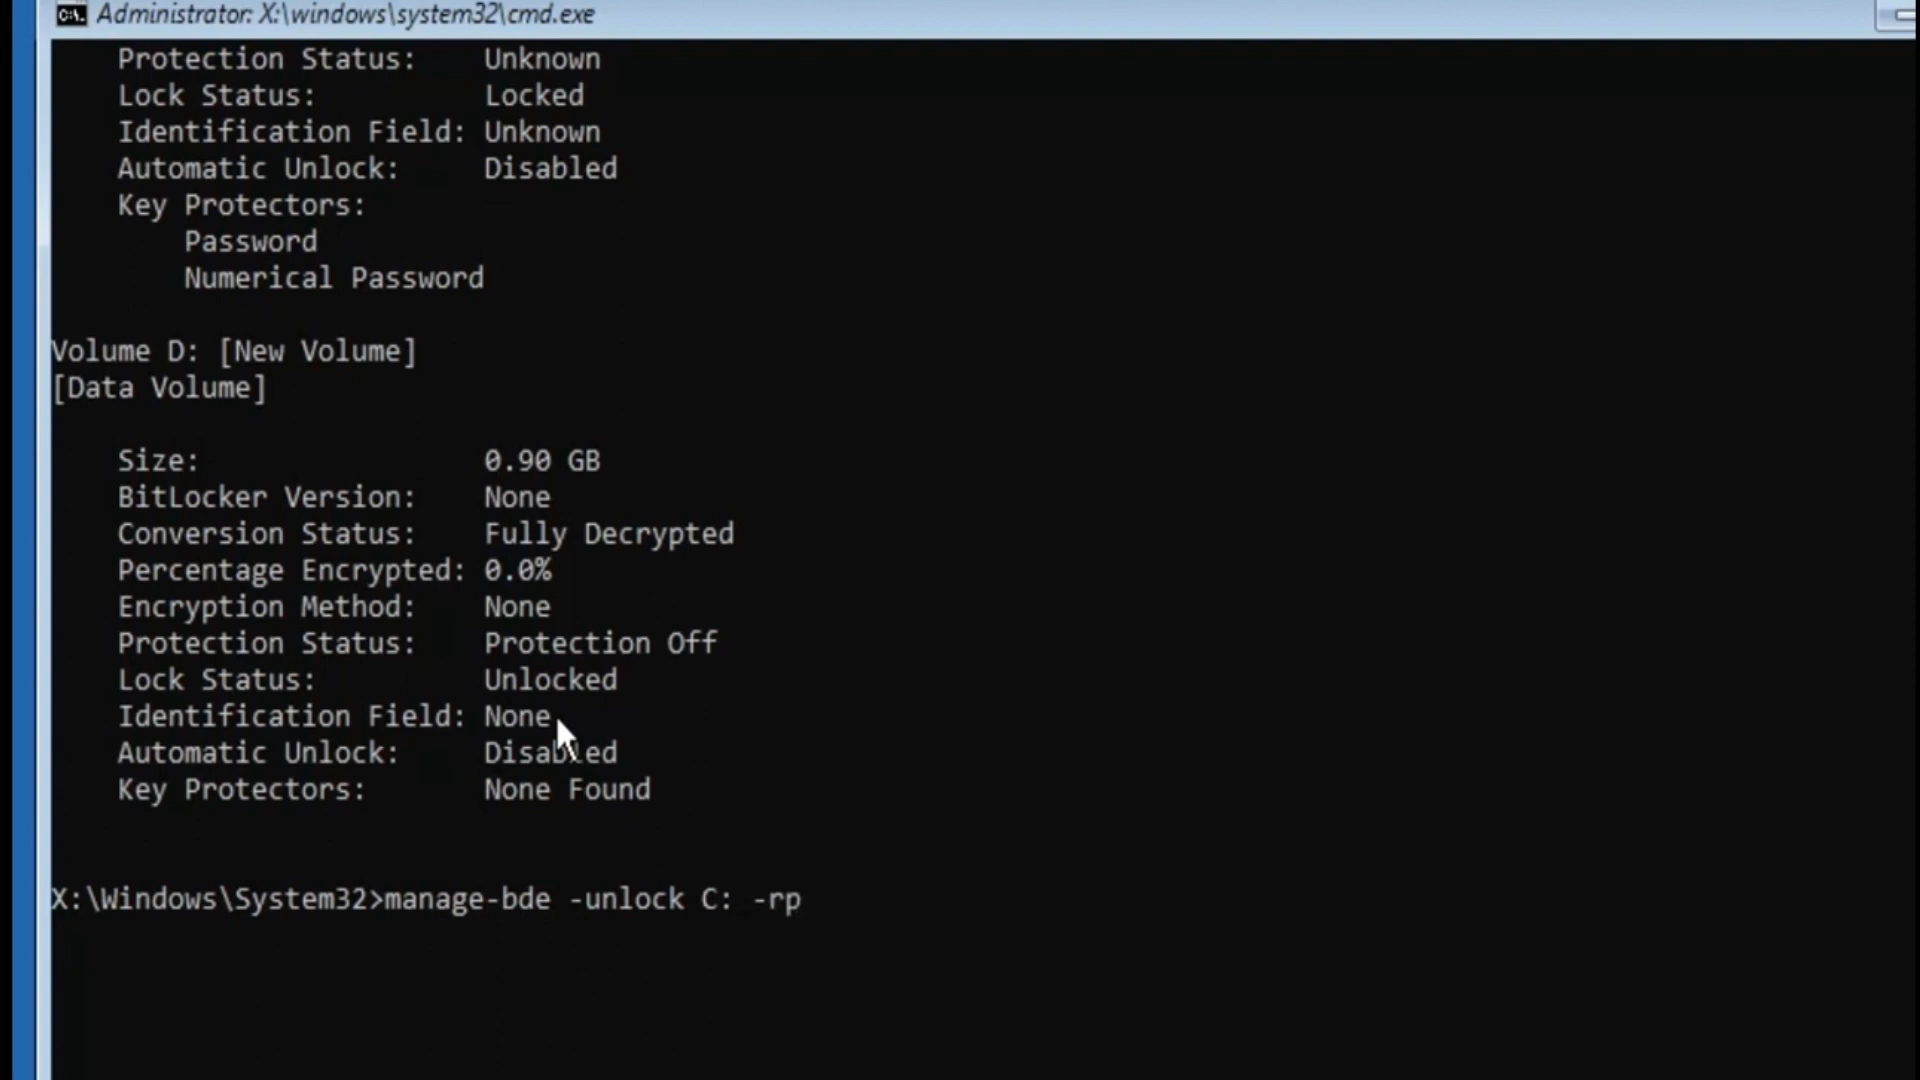 Administrator: X:\windows\system32\cmd.exe
Protection Status: Unknown
Lock Status: Locked
Identification Field: Unknown
Automatic Unlock: Disabled
Key Protectors:
Password
Numerical Password
Volume D: [New Volume]
[Data Volume]
Size: 0.90 GB
BitLocker Version: None
Conversion Status: Fully Decrypted
Percentage Encrypted: 0.0%
Encryption Method: None
Protection Status: Protection Off
Lock Status: Unlocked
Identification Field: None
Automatic Unlock: Disabled
Key Protectors: None Found
X:\Windows\System32>manage-bde -unlock C: -rp